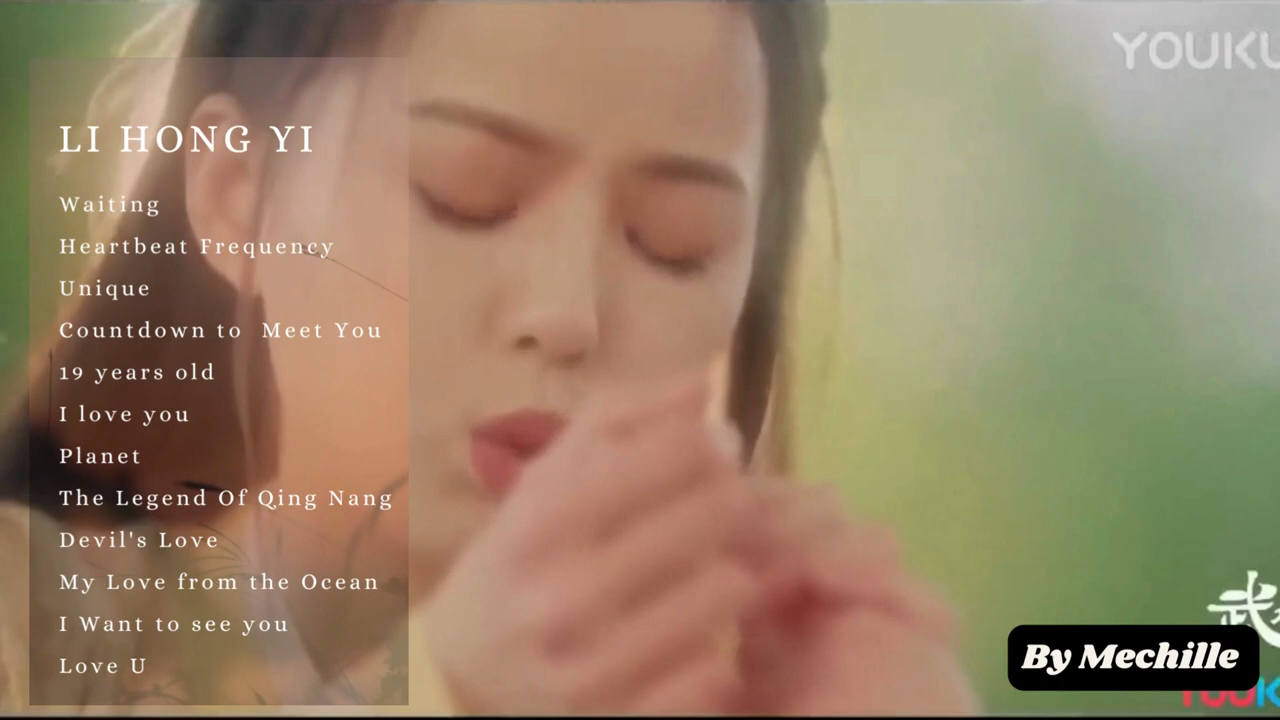 YOUKU
LI HONG YI
Waiting
Heartbeat Frequency
Unique
Countdown to Meet You
19 years old
I love you
Planet
The Legend Of Qing Nang
Devil's Love
My Love from the Ocean
I Want to see you
Love U
武
By Mechille